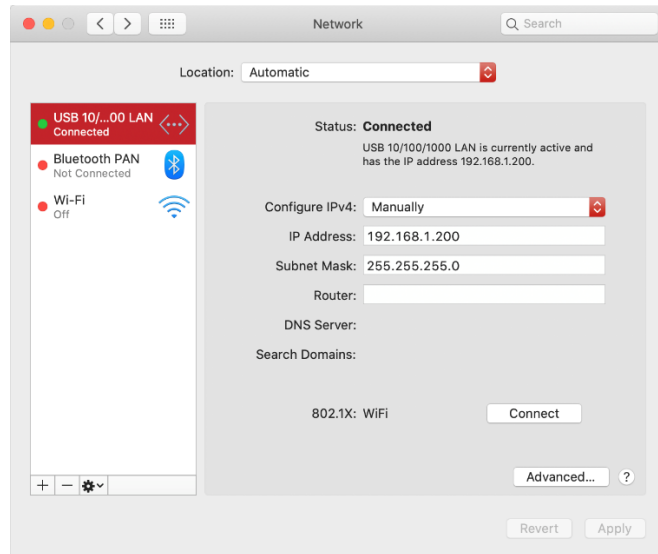 Network
Search
Location: Automatic
USB 10/...00 LAN
Connected
Bluetooth PAN
Not Connected
Wi-Fi
Off
Status: Connected
USB 10/100/1000 LAN is currently active and
has the IP address 192.168.1.200.
Configure IPv4: Manually
IP Address: 192.168.1.200
Subnet Mask: 255.255.255.0
Router:
DNS Server:
Search Domains:
802.1X: WiFi Connect
Advanced... ?
Revert Apply